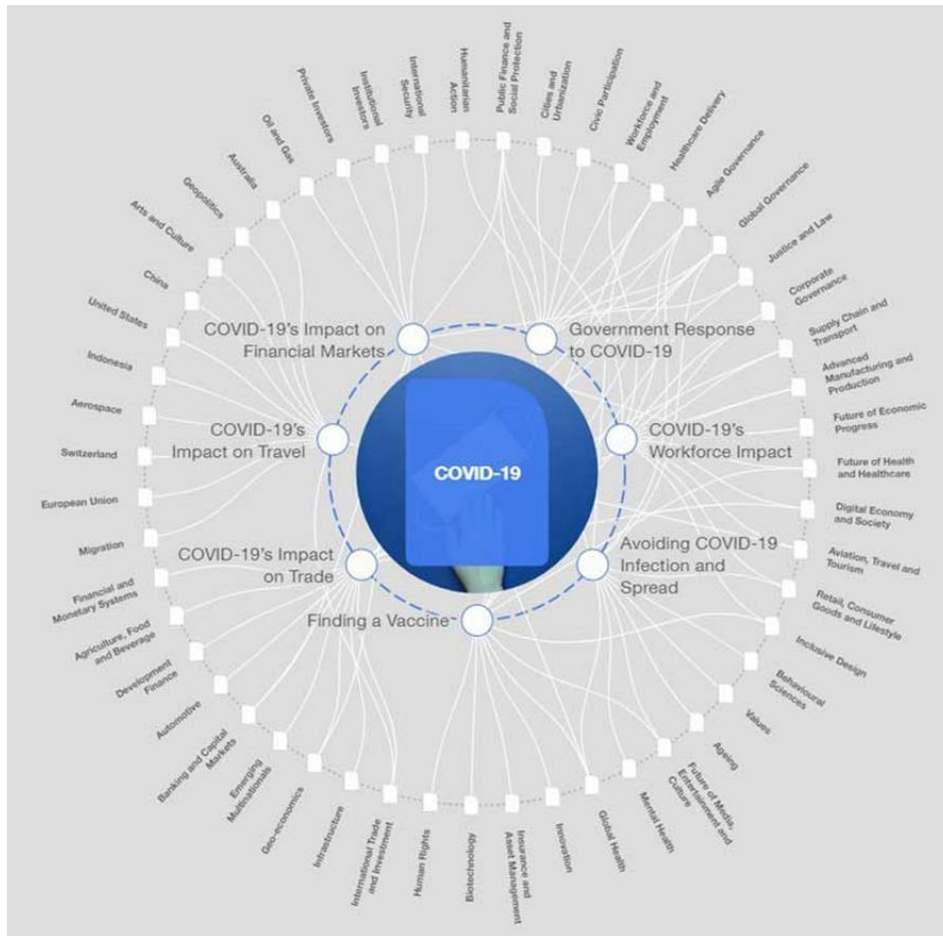 Humanitarian
Action
Public Finance and
Social Protection
Cities and
Urbanization
Civic Participation
Workforce and
Employment
Healthcare Delivery
Agile Governance
Global Governance
Justice and Law
Corporate
Governance
Supply Chain and
Transport
Advanced
Manufacturing and
Production
Future of Economic
Progress
Future of Health
and Healthcare
Digital Economy
and Society
Aviation, Travel and
Tourism
Retail, Consumer
Goods and Lifestyle
Inclusive Design
Behavioural
Sciences
Values
Ageing
Future of Media,
Entertainment and
Culture
Mental Health
Global Health
Innovation
Insurance and
Asset Management
Biotechnology
Human Rights
International Trade
and Investment
Infrastructure
Geo-economics
Emerging
Multinationals
Banking and Capital
Markets
Automotive
Development
Finance
Agriculture, Food
and Beverage
Financial and
Monetary Systems
Migration
European Union
Switzerland
Aerospace
Indonesia
United States
China
Arts and Culture
Geopolitics
Australia
Oil and Gas
Private Investors
Institutional
Investors
International
Security
COVID-19's Impact on
Financial Markets
Government Response
to COVID-19
COVID-19's
Impact on Travel
COVID-19's
Workforce Impact
COVID-19
COVID-19's Impact
on Trade
Avoiding COVID-19
Infection and
Spread
Finding a Vaccine